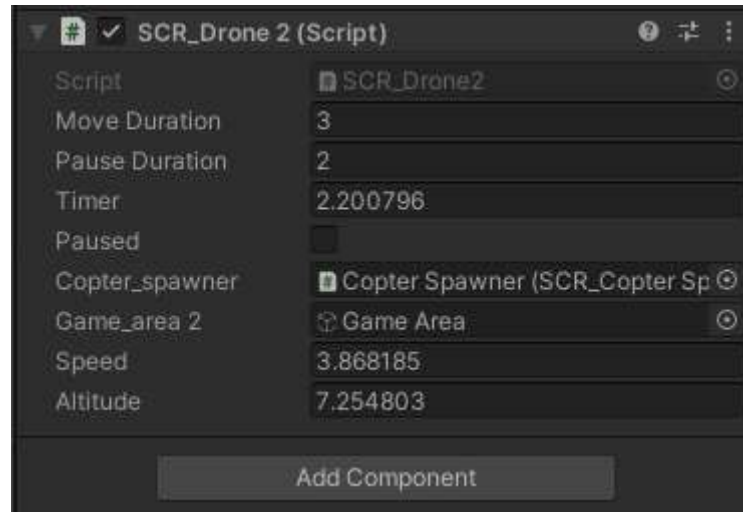 # SCR_Drone 2 (Script)
Script SCR_Drone2
Move Duration 3
Pause Duration 2
Timer 2.200796
Paused
Copter_spawner # Copter Spawner (SCR_Copter Sp
Game_area 2 Game Area
Speed 3.868185
Altitude 7.254803
Add Component